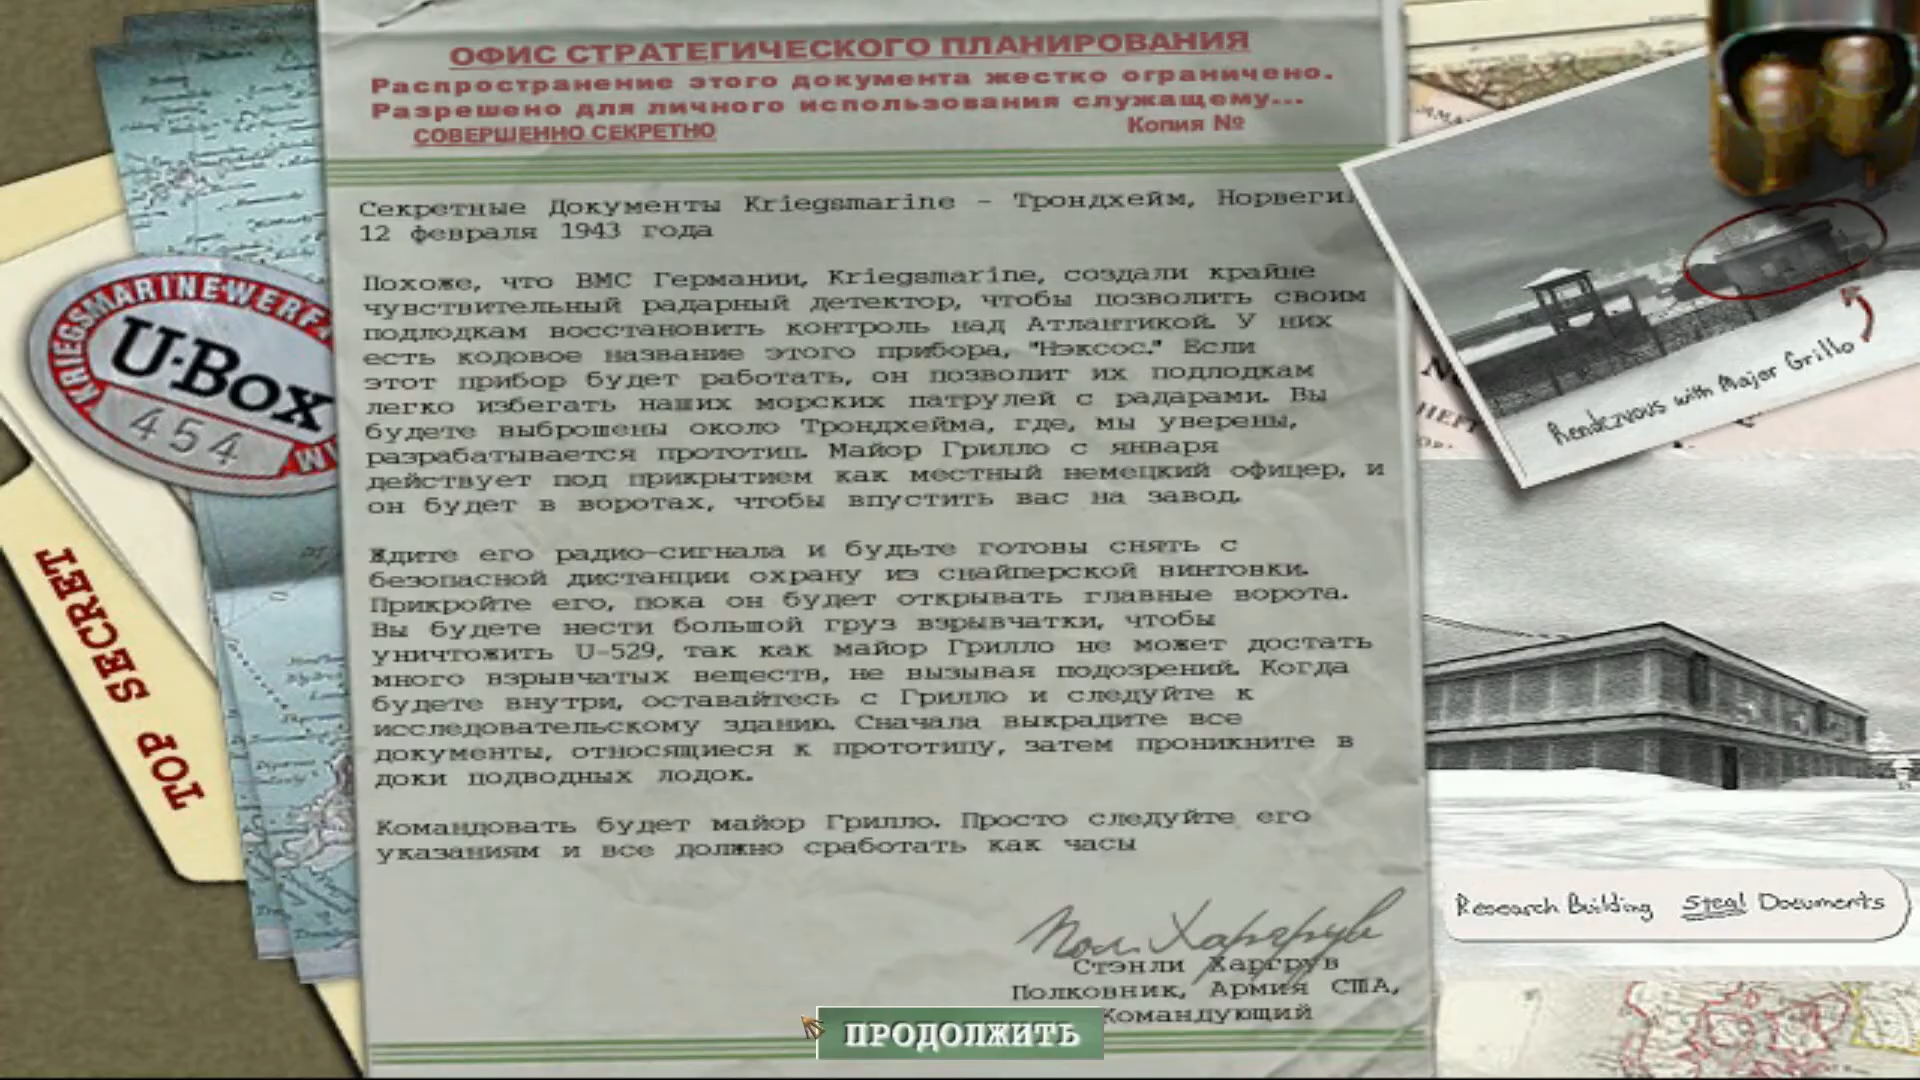 ОФИС СТРАТЕГИЧЕСКОГО ПЛАНИРОВАНИЯ
Распространение этого документа жестко ограничено.
Разрешено для личного использования служащему...
СОВЕРШЕННО СЕКРЕТНО
Копия №
Секретные Документы Kriegsmarine - Трондхейм, Норвеги
12 февраля 1943 года
Похоже, что ВМС Германии, Kriegsmarine, создали крайне
чувствительный радарный детектор, чтобы позволить своим
подлодкам восстановить контроль над Атлантикой. У них
есть кодовое название этого прибора, "Нэксос." Если
этот прибор будет работать, он позволит их подлодкам
легко избегать наших морских патрулей с радарами. Вы
будете выброшены около Трондхейма, где, мы уверены,
разрабатывается прототип. Майор Грилло с января
действует под прикрытием как местный немецкий офицер, и
он будет в воротах, чтобы впустить вас на завод.
Ждите его радио-сигнала и будьте готовы снять с
безопасной дистанции охрану из снайперской винтовки.
Прикройте его, пока он будет открывать главные ворота.
Вы будете нести большой груз взрывчатки, чтобы
уничтожить U-529, так как майор Грилло не может достать
много взрывчатых веществ, не вызывая подозрений. Когда
будете внутри, оставайтесь с Грилло и следуйте к
исследовательскому зданию. Сначала выкрадите все
документы, относящиеся к прототипу, затем проникните в
доки подводных лодок.
Командовать будет майор Грилло. Просто следуйте его
указаниям и все должно сработать как часы
Пол Харгрув
Стэнли Харгрув
Полковник, Армия США,
Командующий
ПРОДОЛЖИТЬ
KRIEGSMARINEWERF
U-Box
454
TOP SECRET
Rendezvous with Major Grillo
Research Building Steal Documents